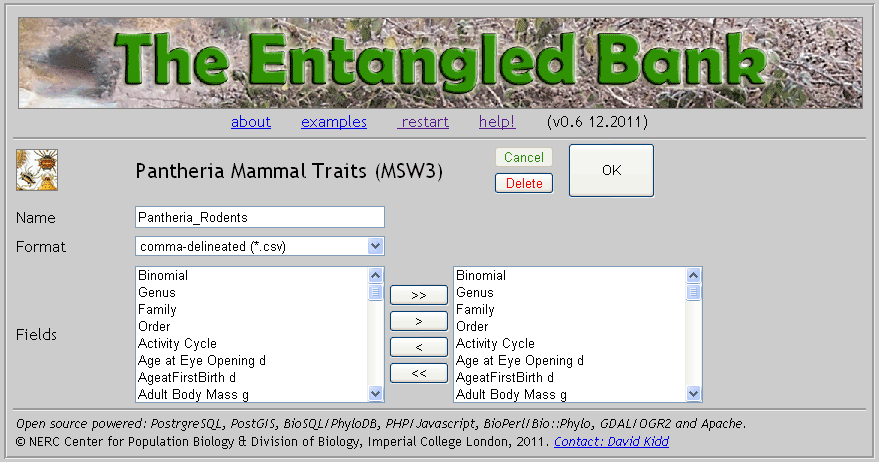 The Entangled Bank
about examples restart help! (v0.6 12.2011)
Pantheria Mammal Traits (MSW3)
Cancel
Delete
OK
Name Pantheria_Rodents
Format comma-delineated (*.csv)
Fields
Binomial
Genus
Family
Order
Activity Cycle
Age at Eye Opening d
AgeatFirstBirth d
Adult Body Mass g
>>
>
<
<<
Binomial
Genus
Family
Order
Activity Cycle
Age at Eye Opening d
AgeatFirstBirth d
Adult Body Mass g
Open source powered: PostrgreSQL, PostGIS, BioSQL/PhyloDB, PHP/Javascript, BioPerl/Bio::Phylo, GDAL/OGR2 and Apache.
© NERC Center for Population Biology & Division of Biology, Imperial College London, 2011. Contact: David Kidd